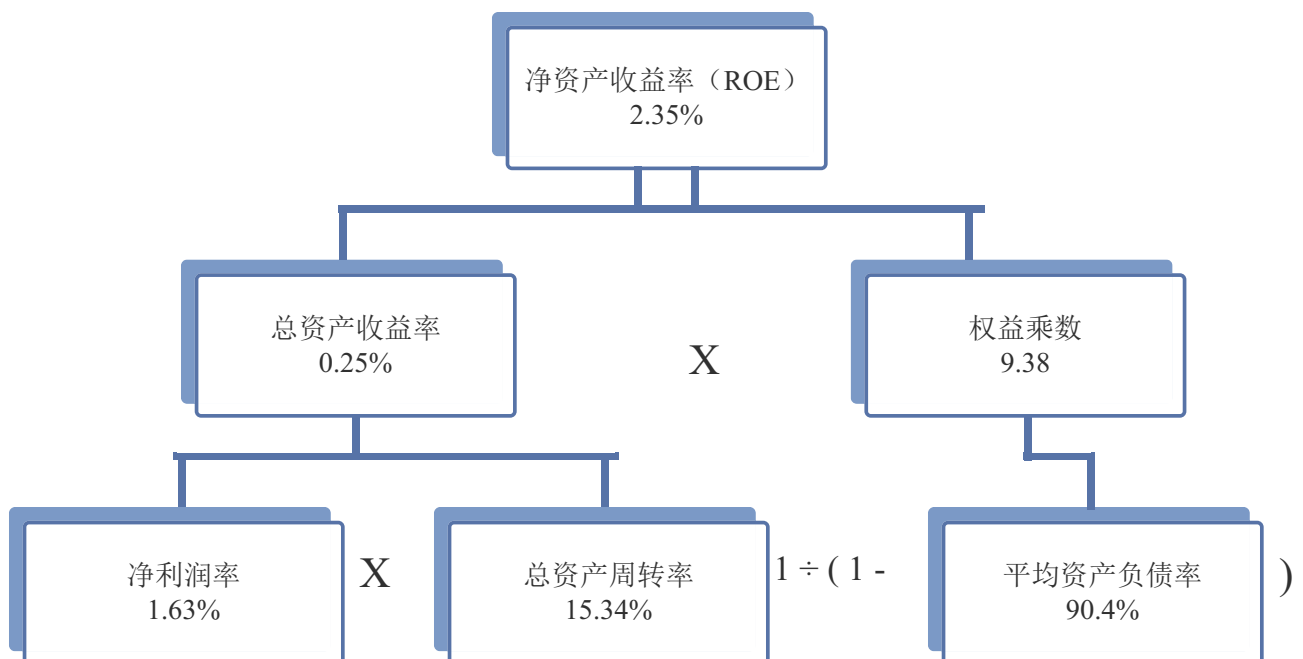 净资产收益率（ROE）
2.35%
总资产收益率
0.25%
X
权益乘数
9.38
净利润率
1.63%
X
总资产周转率
15.34%
1 ÷ ( 1 -
平均资产负债率
90.4%
)